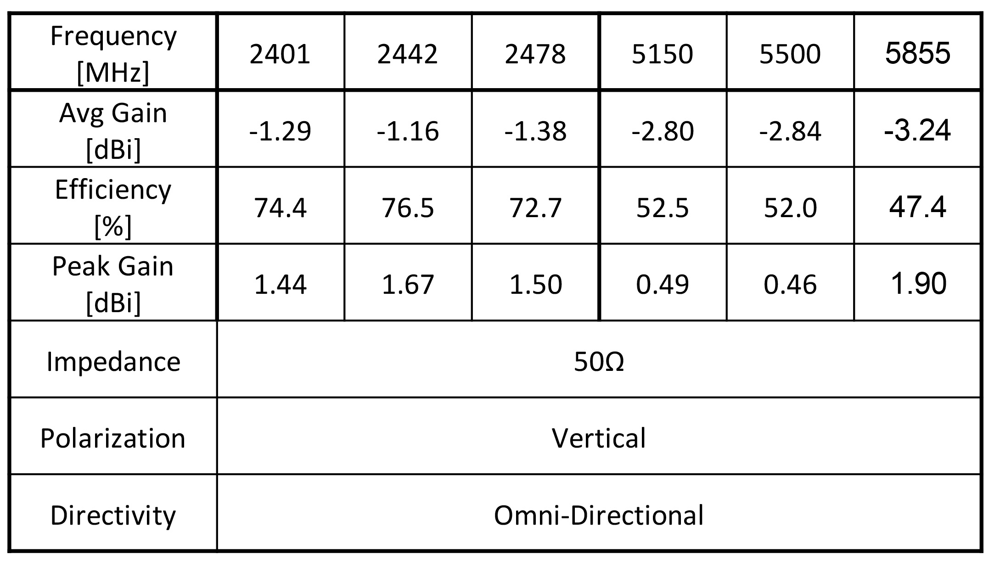 Frequency
[MHz]
2401
2442
2478
5150
5500
5855
Avg Gain
[dBi]
-1.29
-1.16
-1.38
-2.80
-2.84
-3.24
Efficiency
[%]
74.4
76.5
72.7
52.5
52.0
47.4
Peak Gain
[dBi]
1.44
1.67
1.50
0.49
0.46
1.90
Impedance
50Ω
Polarization
Vertical
Directivity
Omni-Directional